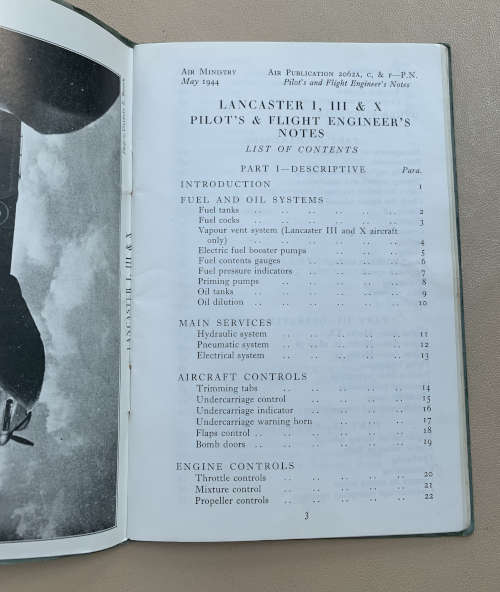 LANCASTER I, III & X
AIR MINISTRY AIR PUBLICATION 2062A, C, & F—P.N.
May 1944 Pilot's and Flight Engineer's Notes
LANCASTER I, III & X
PILOT'S & FLIGHT ENGINEER'S
NOTES
LIST OF CONTENTS
PART I—DESCRIPTIVE Para.
INTRODUCTION 1
FUEL AND OIL SYSTEMS
Fuel tanks .. .. .. .. .. .. 2
Fuel cocks .. .. .. .. .. .. 3
Vapour vent system (Lancaster III and X aircraft
only) .. .. .. .. .. .. 4
Electric fuel booster pumps .. .. .. .. 5
Fuel contents gauges .. .. .. .. .. 6
Fuel pressure indicators .. .. .. .. 7
Priming pumps .. .. .. .. .. 8
Oil tanks .. .. .. .. .. .. 9
Oil dilution .. .. .. .. .. .. 10
MAIN SERVICES
Hydraulic system .. .. .. .. .. 11
Pneumatic system .. .. .. .. .. 12
Electrical system .. .. .. .. .. 13
AIRCRAFT CONTROLS
Trimming tabs .. .. .. .. .. 14
Undercarriage control .. .. .. .. 15
Undercarriage indicator .. .. .. .. 16
Undercarriage warning horn .. .. .. 17
Flaps control .. .. .. .. .. .. 18
Bomb doors .. .. .. .. .. 19
ENGINE CONTROLS
Throttle controls .. .. .. .. .. 20
Mixture control .. .. .. .. .. 21
Propeller controls .. .. .. .. .. 22
3